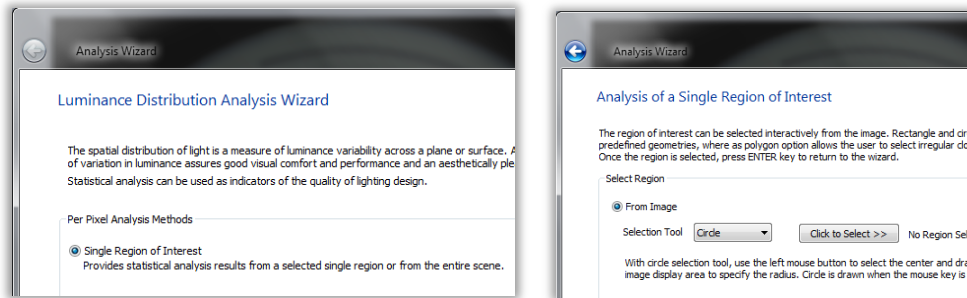 Analysis Wizard
Luminance Distribution Analysis Wizard
The spatial distribution of light is a measure of luminance variability across a plane or surface.
of variation in luminance assures good visual comfort and performance and an aesthetically ple
Statistical analysis can be used as indicators of the quality of lighting design.
Per Pixel Analysis Methods
Single Region of Interest
Provides statistical analysis results from a selected single region or from the entire scene.
Analysis Wizard
Analysis of a Single Region of Interest
The region of interest can be selected interactively from the image. Rectangle and cir
predefined geometries, where as polygon option allows the user to select irregular clo
Once the region is selected, press ENTER key to return to the wizard.
Select Region
From Image
Selection Tool Circle Click to Select >> No Region Sel
With circle selection tool, use the left mouse button to select the center and dra
image display area to specify the radius. Circle is drawn when the mouse key is